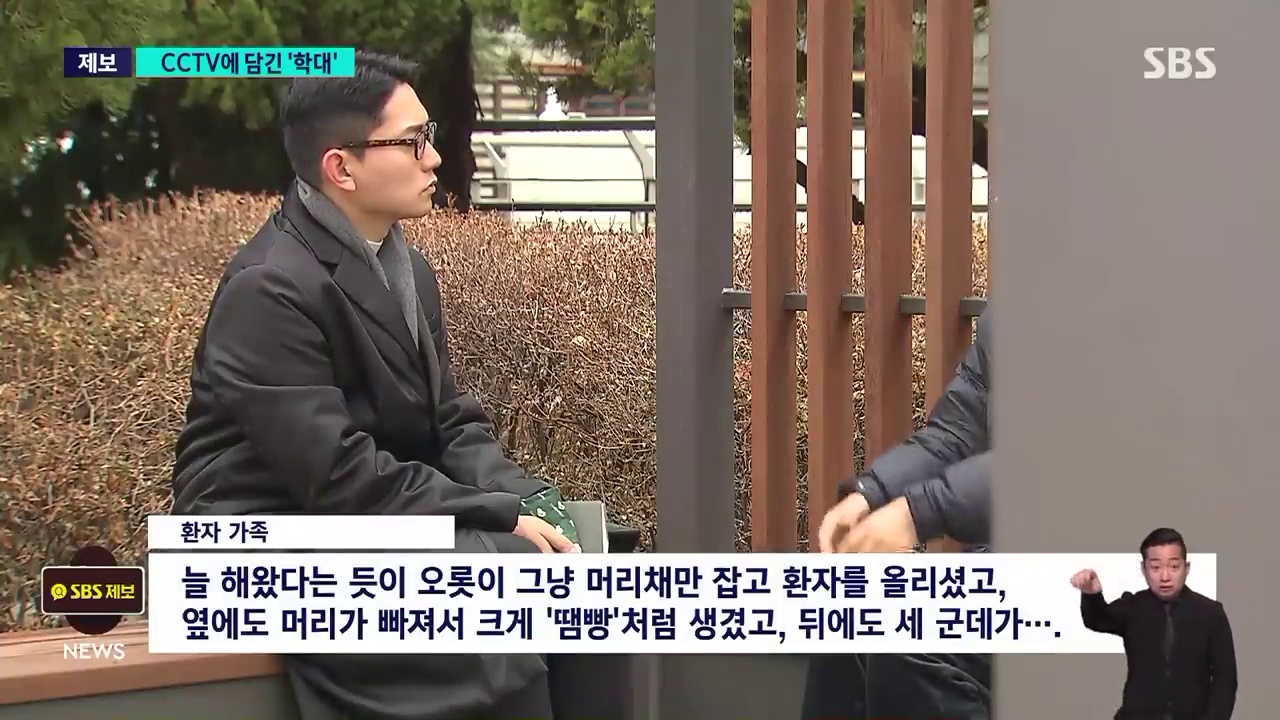 제보 CCTV에 담긴 '학대'
SBS
환자 가족
늘 해왔다는 듯이 오롯이 그냥 머리채만 잡고 환자를 올리셨고,
옆에도 머리가 빠져서 크게 '땜빵'처럼 생겼고, 뒤에도 세 군데가….
SBS 제보
NEWS